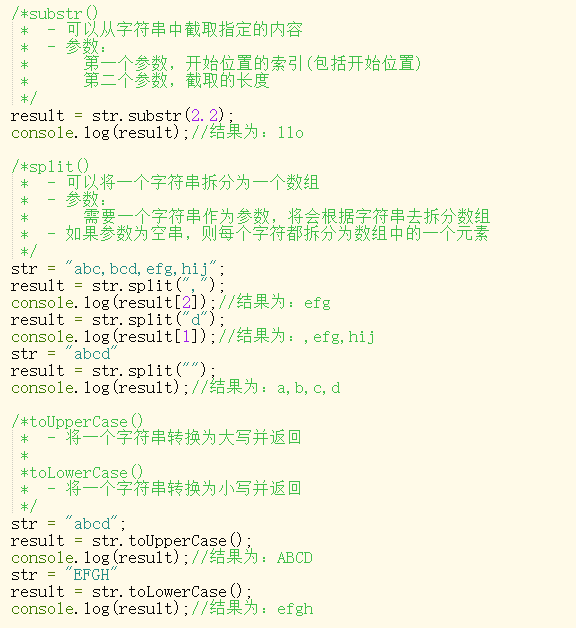 /*substr()
* - 可以从字符串中截取指定的内容
* - 参数：
* 第一个参数，开始位置的索引(包括开始位置)
* 第二个参数，截取的长度
*/
result = str.substr(2.2);
console.log(result);//结果为：llo
/*split()
* - 可以将一个字符串拆分为一个数组
* - 参数：
* 需要一个字符串作为参数，将会根据字符串去拆分数组
* - 如果参数为空串，则每个字符都拆分为数组中的一个元素
*/
str = "abc,bcd,efg,hij";
result = str.split(",");
console.log(result[2]);//结果为：efg
result = str.split("d");
console.log(result[1]);//结果为：,efg,hij
str = "abcd"
result = str.split("");
console.log(result);//结果为：a,b,c,d
/*toUpperCase()
* - 将一个字符串转换为大写并返回
*
*toLowerCase()
* - 将一个字符串转换为小写并返回
*/
str = "abcd";
result = str.toUpperCase();
console.log(result);//结果为：ABCD
str = "EFGH"
result = str.toLowerCase();
console.log(result);//结果为：efgh